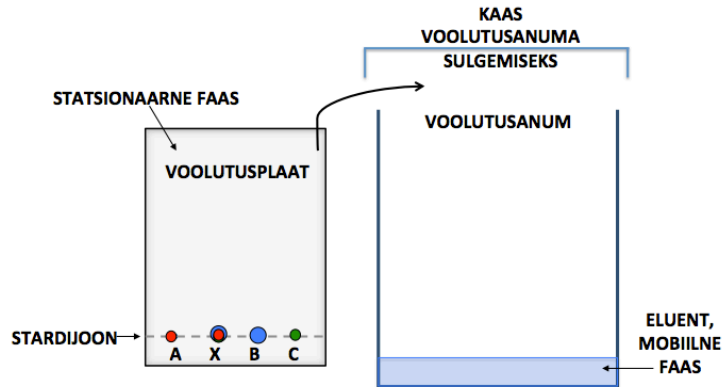 KAAS
VOOLUTUSANUMA
SULGEMISEKS
STATSIONAARNE FAAS
VOOLUTUSANUM
VOOLUTUSPLAAT
STARDIJOON
A X B C
ELUENT,
MOBIILNE
FAAS